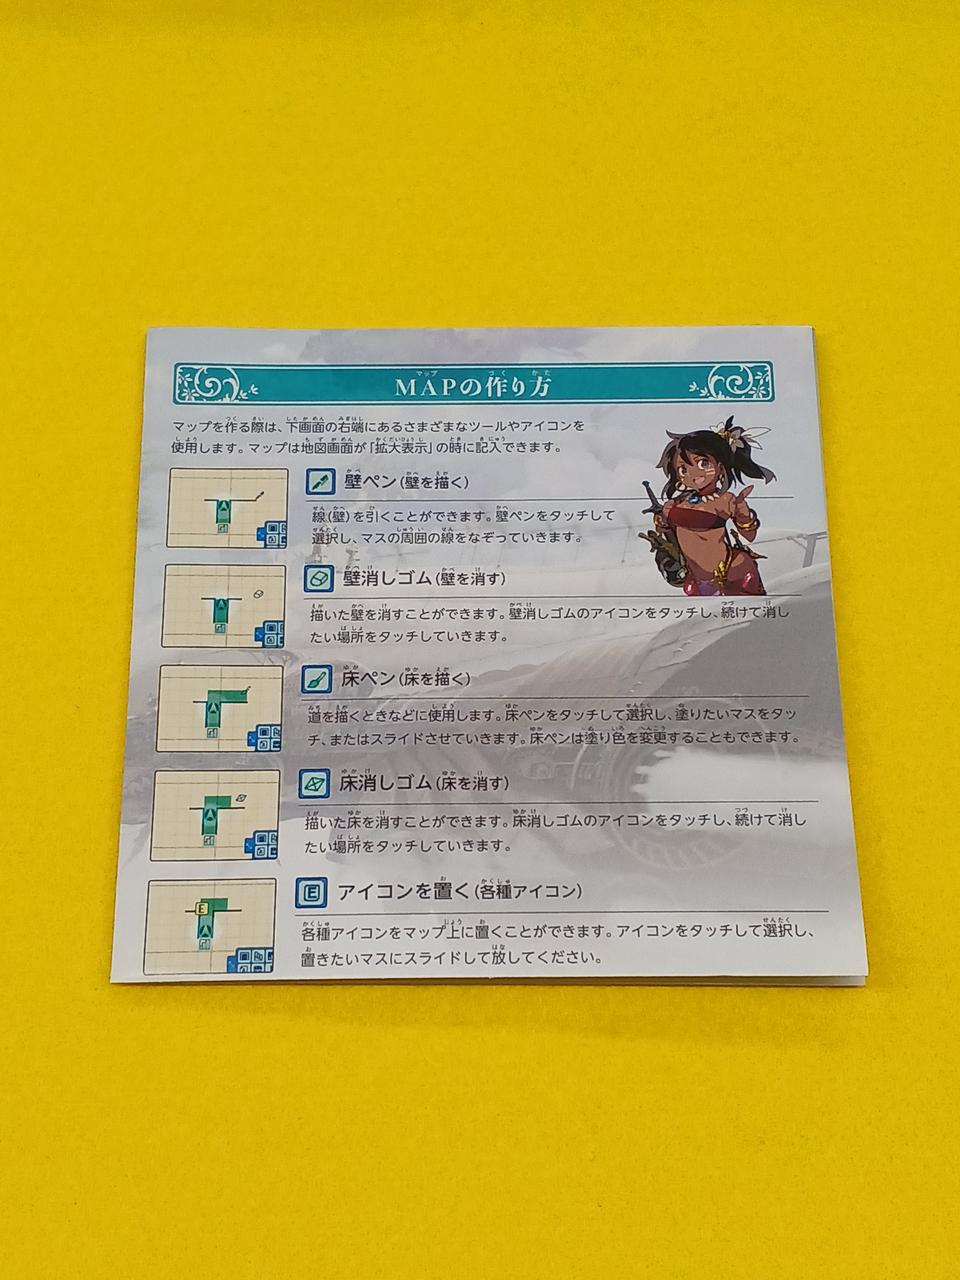 MAPの作り方
マップを作る際は、下画面の右端にあるさまざまなツールやアイコンを
使用します。マップは地図画面が「拡大表示」の時に記入できます。
壁ペン(壁を描く)
線(壁)を引くことができます。壁ペンをタッチして
選択し、マスの周囲の線をなぞっていきます。
壁消しゴム(壁を消す)
描いた壁を消すことができます。壁消しゴムのアイコンをタッチし、続けて消し
たい場所をタッチしていきます。
床ペン(床を描く)
道を描くときなどに使用します。床ペンをタッチして選択し、塗りたいマスをタッ
チ、またはスライドさせていきます。床ペンは塗り色を変更することもできます。
床消しゴム(床を消す)
描いた床を消すことができます。床消しゴムのアイコンをタッチし、続けて消し
たい場所をタッチしていきます。
E アイコンを置く(各種アイコン)
各種アイコンをマップ上に置くことができます。アイコンをタッチして選択し、
置きたいマスにスライドして放してください。